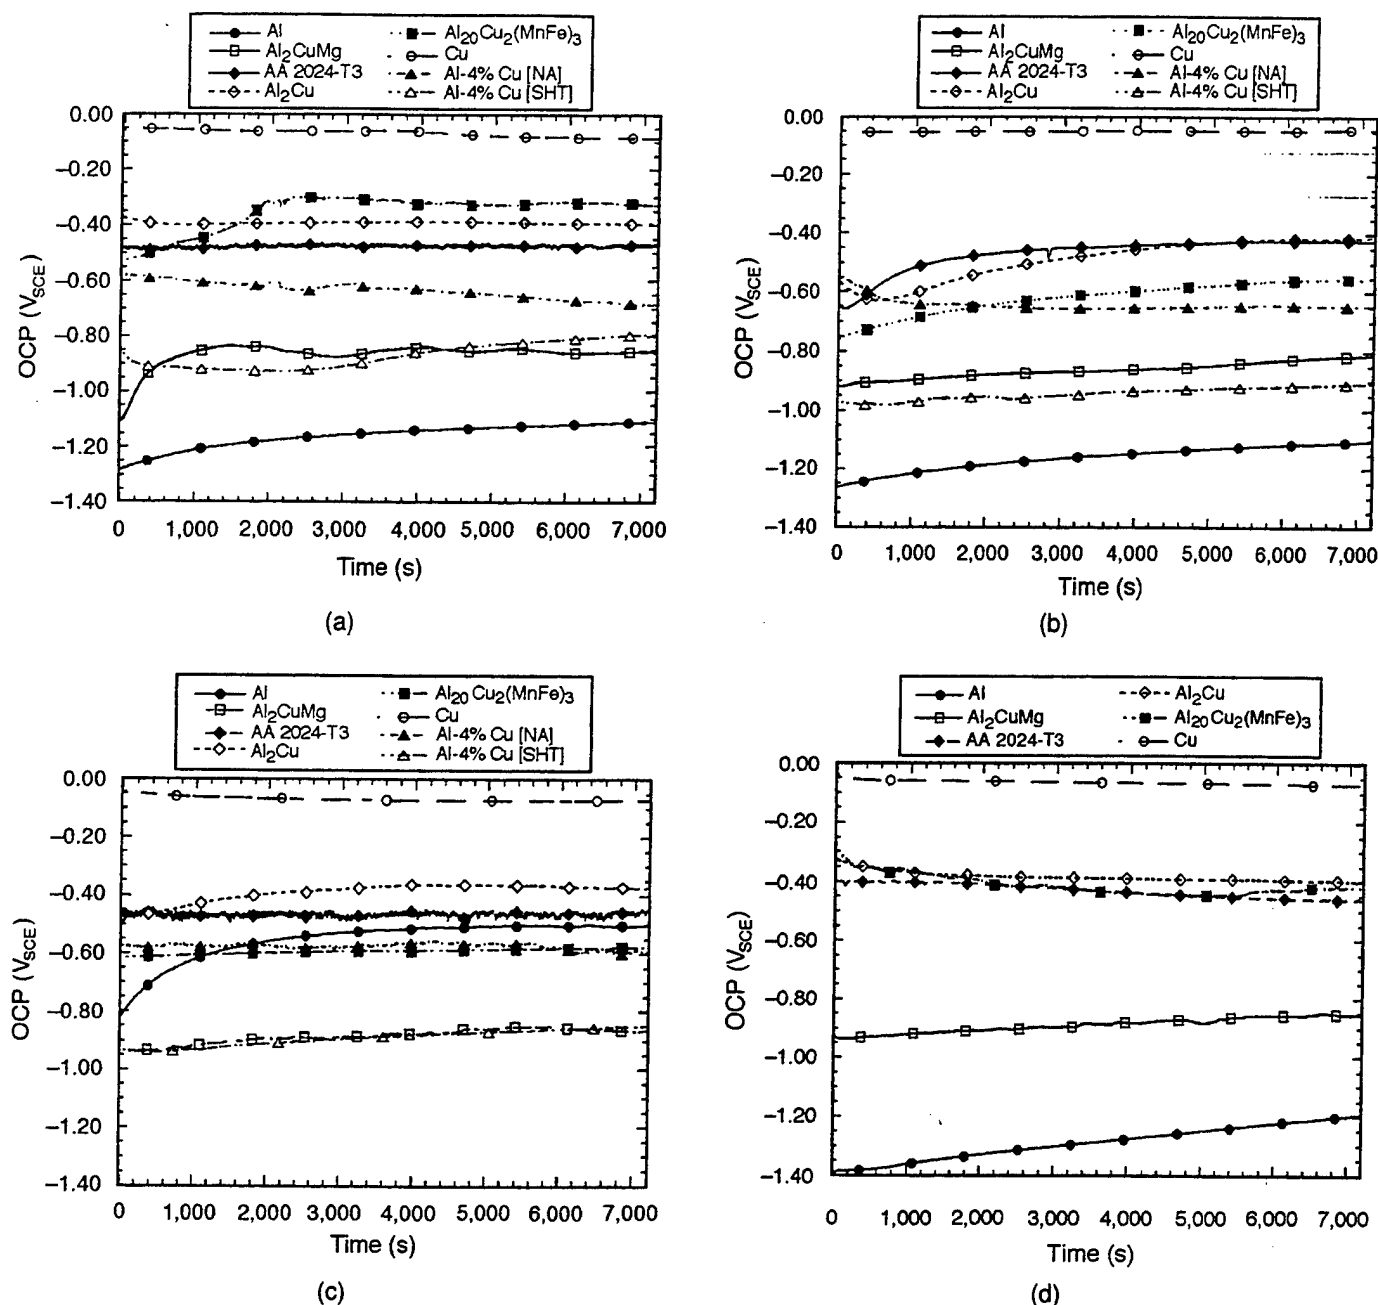 Al
Al2CuMg
AA 2024-T3
Al2Cu
Al20Cu2(MnFe)3
Cu
Al-4% Cu [NA]
Al-4% Cu [SHT]
0.00
−0.20
−0.40
−0.60
−0.80
−1.00
−1.20
−1.40
OCP (VSCE)
0 1,000 2,000 3,000 4,000 5,000 6,000 7,000
Time (s)
(a)
Al
Al2CuMg
AA 2024-T3
Al2Cu
Al20Cu2(MnFe)3
Cu
Al-4% Cu [NA]
Al-4% Cu [SHT]
0.00
−0.20
−0.40
−0.60
−0.80
−1.00
−1.20
−1.40
OCP (VSCE)
0 1,000 2,000 3,000 4,000 5,000 6,000 7,000
Time (s)
(b)
Al
Al2CuMg
AA 2024-T3
Al2Cu
Al20Cu2(MnFe)3
Cu
Al-4% Cu [NA]
Al-4% Cu [SHT]
0.00
−0.20
−0.40
−0.60
−0.80
−1.00
−1.20
−1.40
OCP (VSCE)
0 1,000 2,000 3,000 4,000 5,000 6,000 7,000
Time (s)
(c)
Al
Al2CuMg
AA 2024-T3
Al2Cu
Al20Cu2(MnFe)3
Cu
0.00
−0.20
−0.40
−0.60
−0.80
−1.00
−1.20
−1.40
OCP (VSCE)
0 1,000 2,000 3,000 4,000 5,000 6,000 7,000
Time (s)
(d)